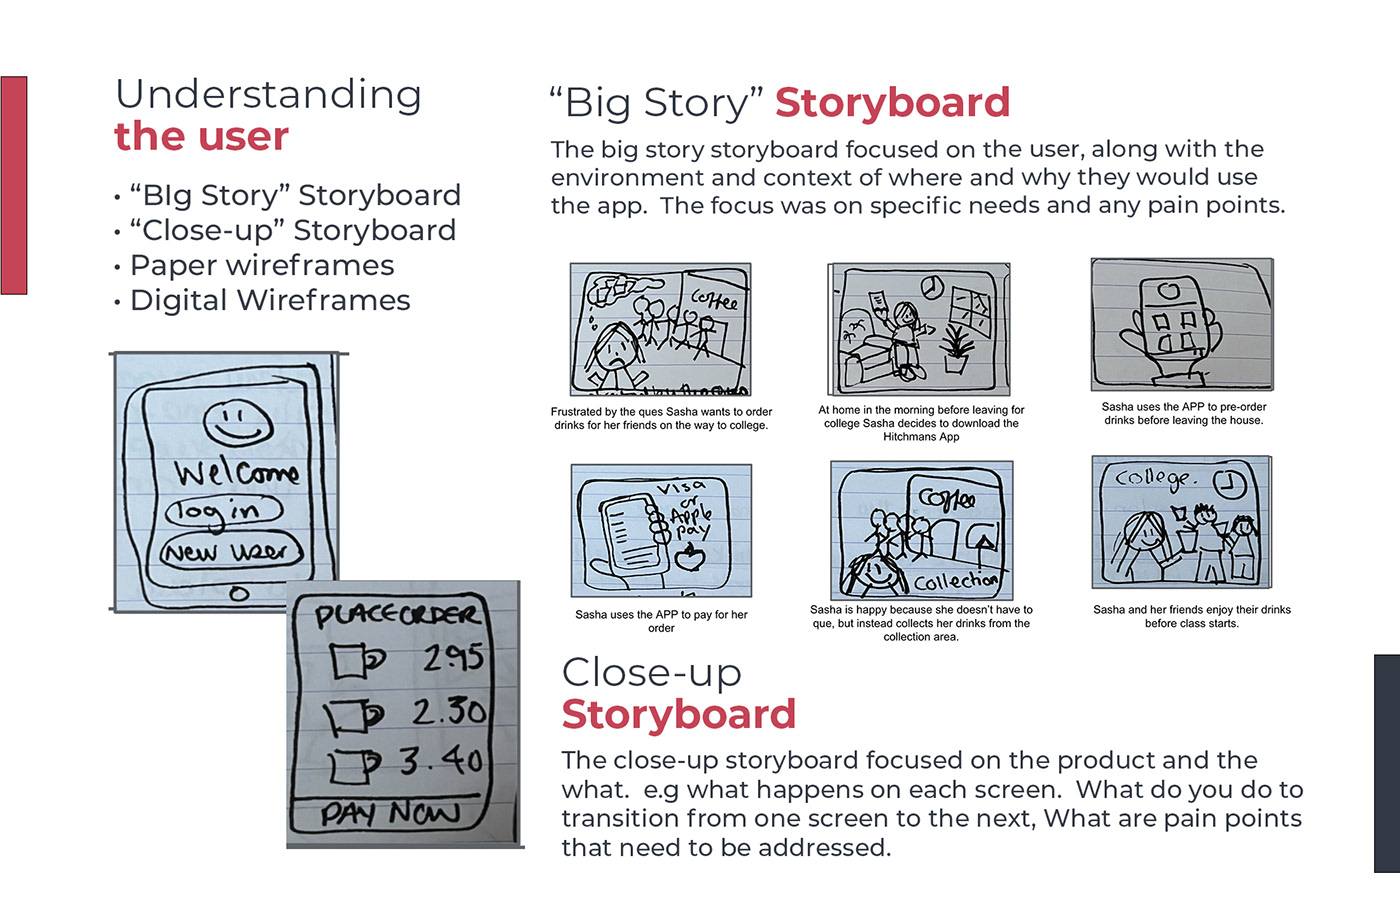 Understanding
the user
• “BIg Story” Storyboard
• “Close-up” Storyboard
• Paper wireframes
• Digital Wireframes
Welcome
log in
New user
PLACE ORDER
2.95
2.30
3.40
PAY NOW
“Big Story” Storyboard
The big story storyboard focused on the user, along with the
environment and context of where and why they would use
the app.  The focus was on specific needs and any pain points.
Coffee
Frustrated by the ques Sasha wants to order
drinks for her friends on the way to college.
At home in the morning before leaving for
college Sasha decides to download the
Hitchmans App
Sasha uses the APP to pre-order
drinks before leaving the house.
Visa
or
Apple
pay
Sasha uses the APP to pay for her
order
Coffee
Collection
Sasha is happy because she doesn’t have to
que, but instead collects her drinks from the
collection area.
College.
Sasha and her friends enjoy their drinks
before class starts.
Close-up
Storyboard
The close-up storyboard focused on the product and the
what.  e.g what happens on each screen.  What do you do to
transition from one screen to the next, What are pain points
that need to be addressed.